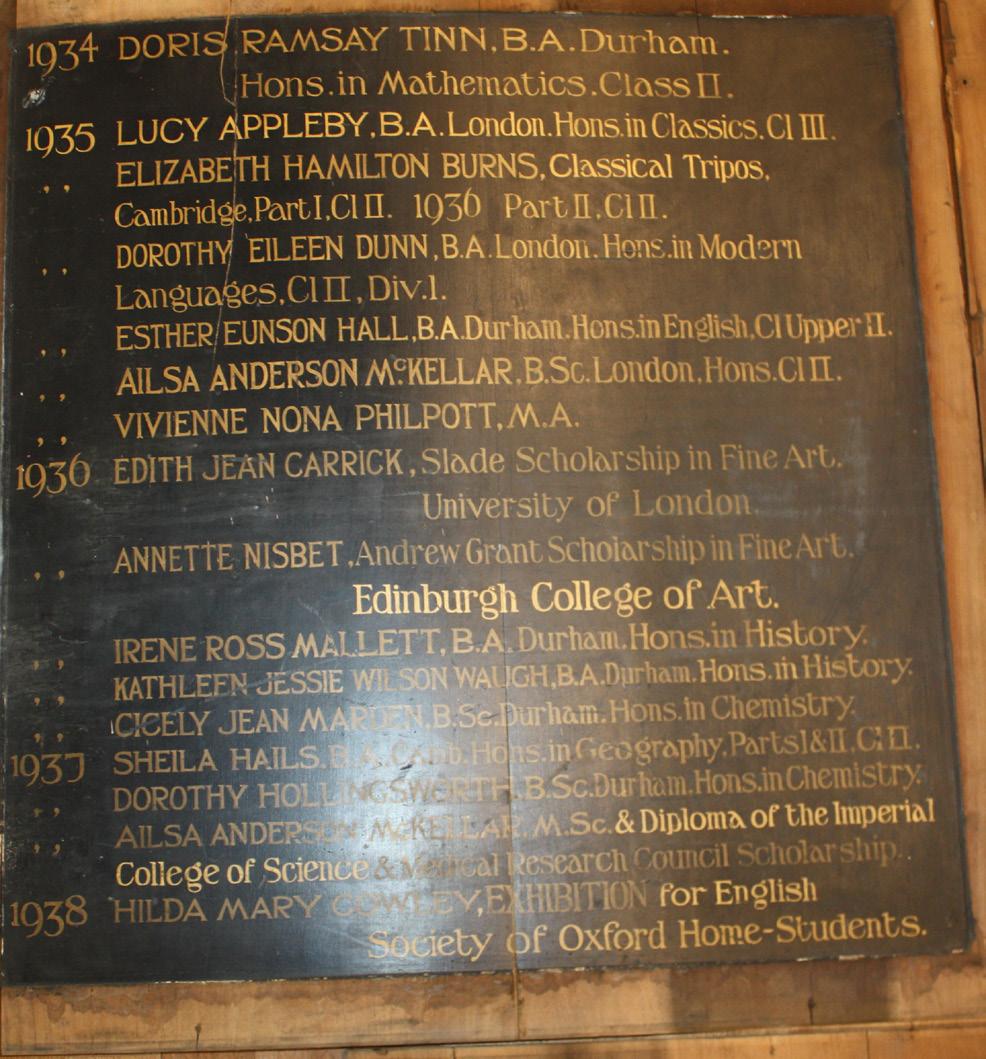 1934 DORIS RAMSAY TINN, B.A. Durham.
Hons. in Mathematics. Class II.
1935 LUCY APPLEBY, B.A. London. Hons. in Classics. Cl III.
,, ELIZABETH HAMILTON BURNS, Classical Tripos,
Cambridge, Part I, Cl II. 1936 Part II, Cl II.
,, DOROTHY EILEEN DUNN, B.A. London. Hons. in Modern
Languages, Cl II, Div. 1.
,, ESTHER EUNSON HALL, B.A. Durham. Hons. in English, Cl Upper II.
,, AILSA ANDERSON McKELLAR, B.Sc. London, Hons. Cl II.
,, VIVIENNE NONA PHILPOTT, M.A.
1936 EDITH JEAN CARRICK, Slade Scholarship in Fine Art.
University of London.
,, ANNETTE NISBET, Andrew Grant Scholarship in Fine Art.
Edinburgh College of Art.
,, IRENE ROSS MALLETT, B.A. Durham. Hons. in History.
,, KATHLEEN JESSIE WILSON WAUGH, B.A. Durham. Hons. in History.
,, CICELY JEAN MARDEN, B.Sc. Durham. Hons. in Chemistry.
1937 SHEILA HAILS. B.A. Camb. Hons. in Geography. Parts I & II. Cl II.
,, DOROTHY HOLLINGSWORTH. B.Sc. Durham. Hons. in Chemistry.
,, AILSA ANDERSON McKELLAR. M.Sc. & Diploma of the Imperial
College of Science & Medical Research Council Scholarship.
1938 HILDA MARY COWLEY, EXHIBITION for English
Society of Oxford Home-Students.